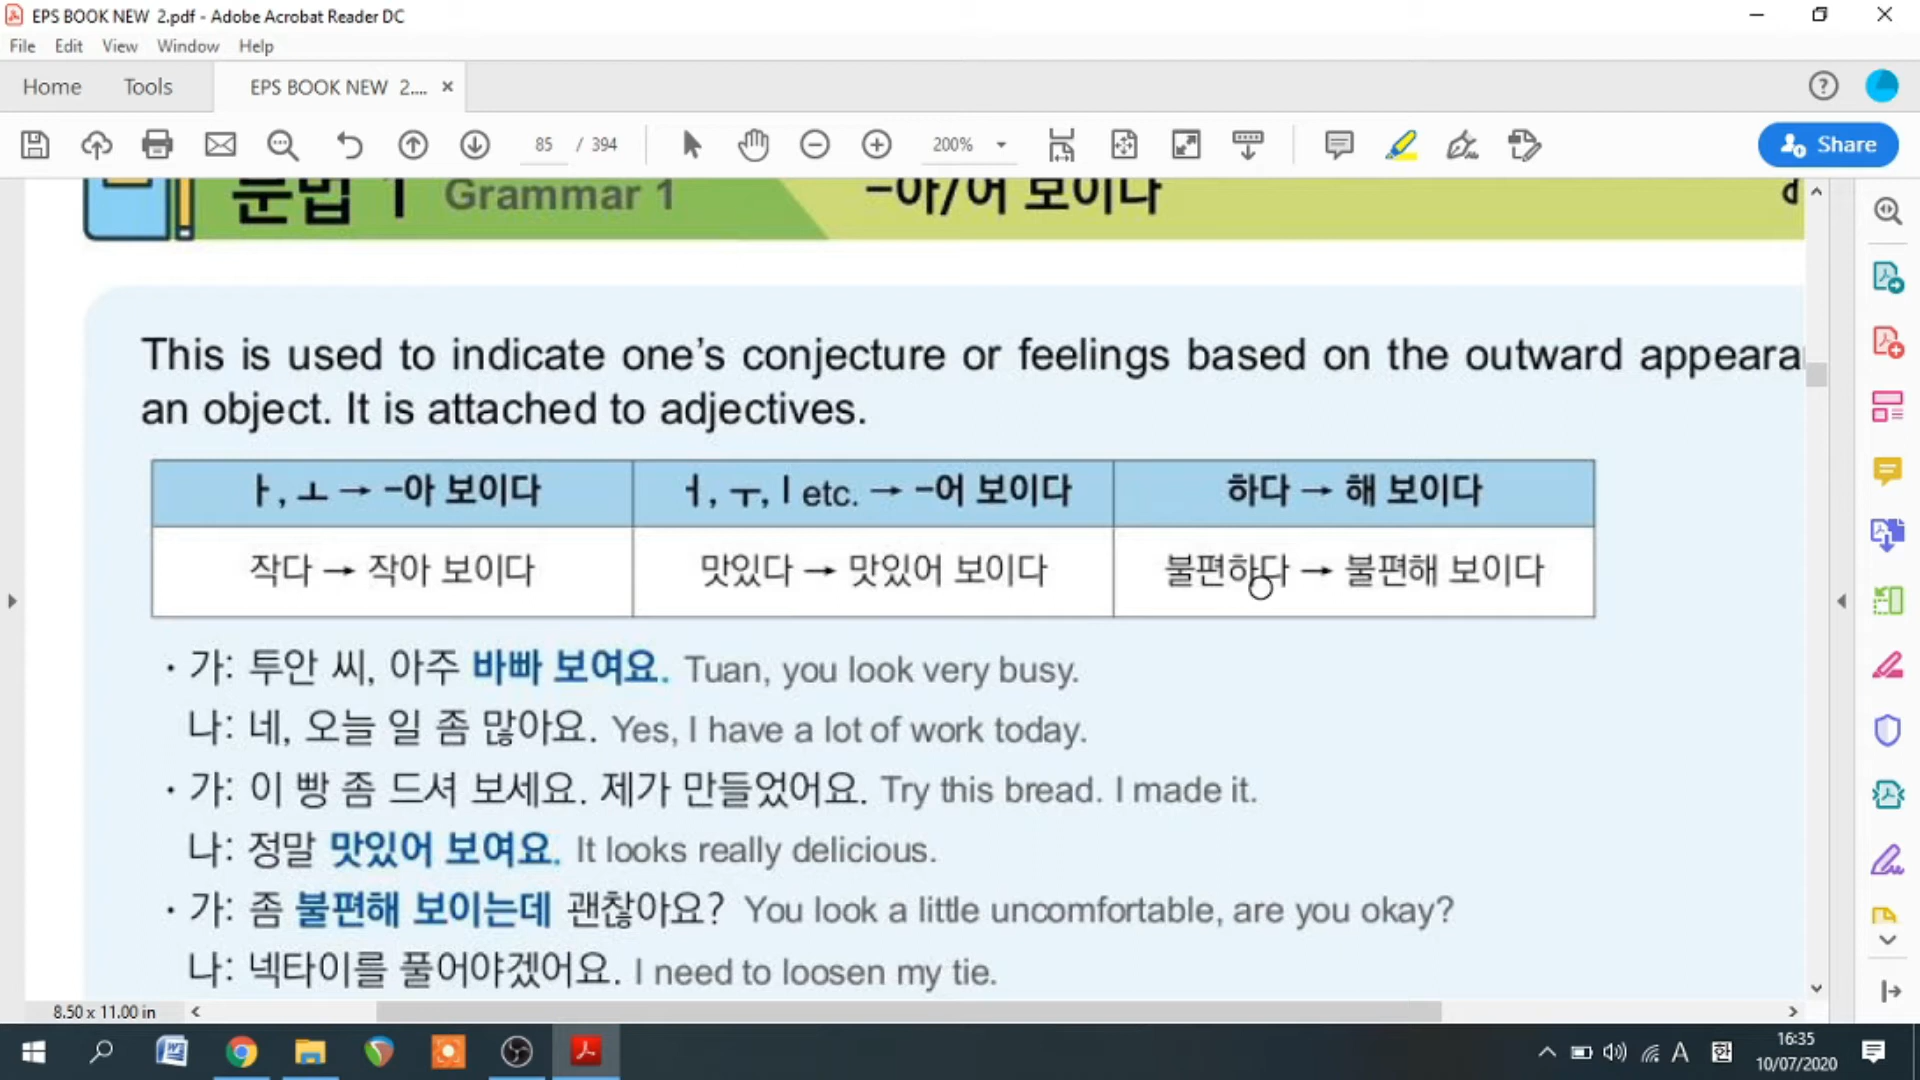 EPS BOOK NEW  2.pdf - Adobe Acrobat Reader DC
File Edit View Window Help
Home Tools EPS BOOK NEW  2.... ×
85 / 394 200% Share
문법 1 Grammar 1 -아/어 보이다
This is used to indicate one's conjecture or feelings based on the outward appeara
an object. It is attached to adjectives.
ㅏ, ㅗ → -아 보이다 ㅓ, ㅜ, ㅣ etc. → -어 보이다 하다 → 해 보이다
작다 → 작아 보이다 맛있다 → 맛있어 보이다 불편하다 → 불편해 보이다
· 가: 투안 씨, 아주 바빠 보여요. Tuan, you look very busy.
나: 네, 오늘 일 좀 많아요. Yes, I have a lot of work today.
· 가: 이 빵 좀 드셔 보세요. 제가 만들었어요. Try this bread. I made it.
나: 정말 맛있어 보여요. It looks really delicious.
· 가: 좀 불편해 보이는데 괜찮아요? You look a little uncomfortable, are you okay?
나: 넥타이를 풀어야겠어요. I need to loosen my tie.
8.50 x 11.00 in
A 한 16:35
10/07/2020